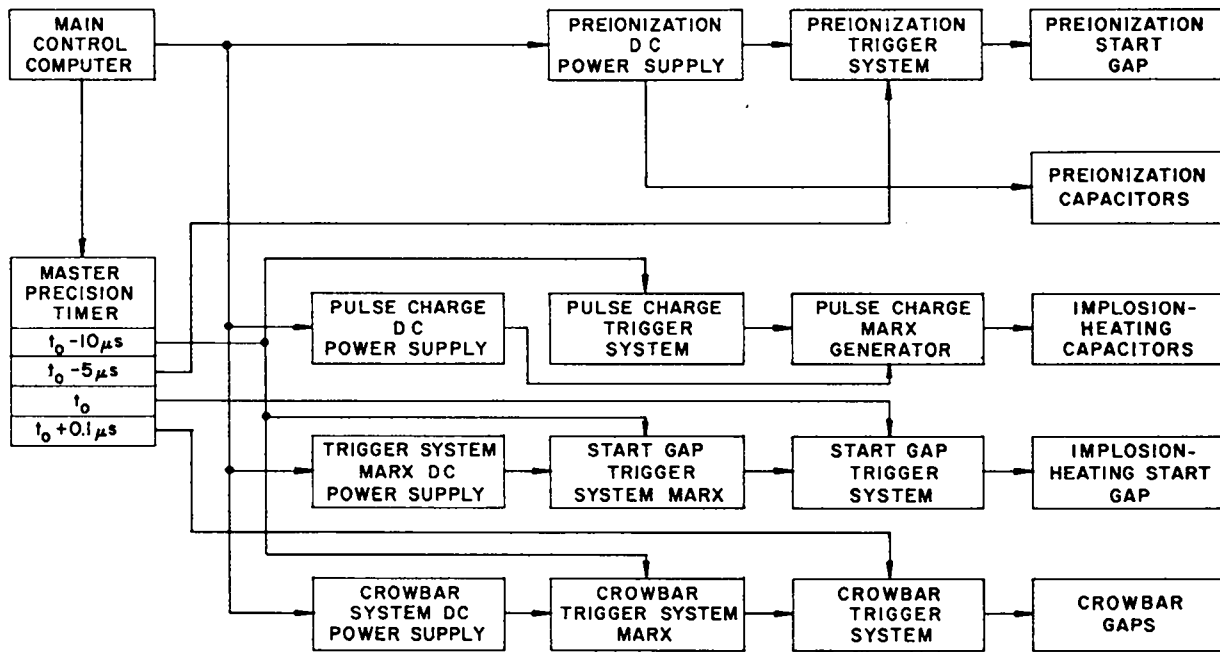 MAIN
CONTROL
COMPUTER
PREIONIZATION
DC
POWER SUPPLY
PREIONIZATION
TRIGGER
SYSTEM
PREIONIZATION
START
GAP
PREIONIZATION
CAPACITORS
MASTER
PRECISION
TIMER
t₀ -10 μs
t₀ -5 μs
t₀
t₀ +0.1 μs
PULSE CHARGE
DC
POWER SUPPLY
PULSE CHARGE
TRIGGER
SYSTEM
PULSE CHARGE
MARX
GENERATOR
IMPLOSION-
HEATING
CAPACITORS
TRIGGER SYSTEM
MARX DC
POWER SUPPLY
START GAP
TRIGGER
SYSTEM MARX
START GAP
TRIGGER
SYSTEM
IMPLOSION-
HEATING START
GAP
CROWBAR
SYSTEM DC
POWER SUPPLY
CROWBAR
TRIGGER SYSTEM
MARX
CROWBAR
TRIGGER
SYSTEM
CROWBAR
GAPS